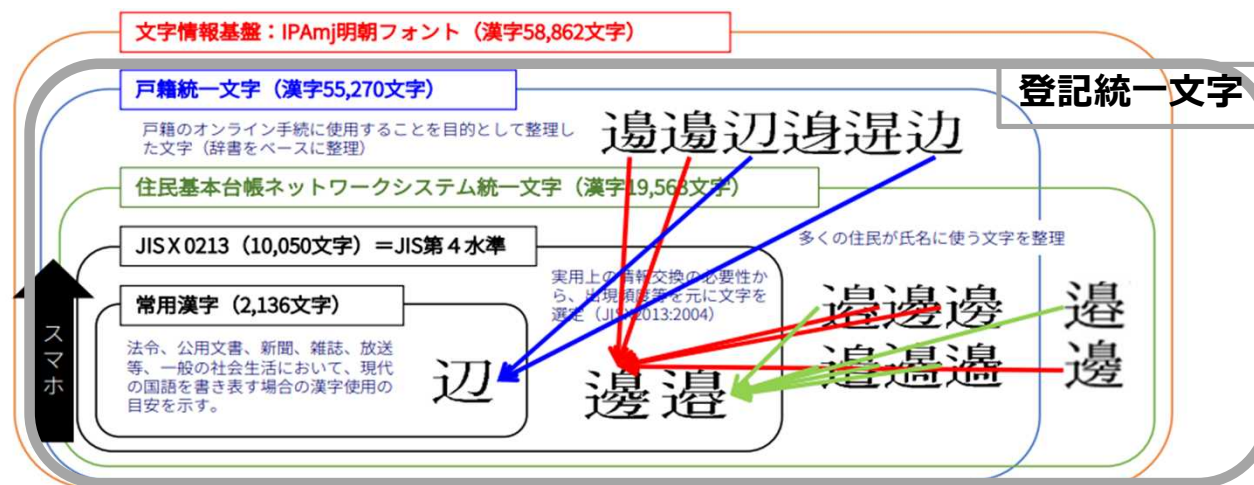 文字情報基盤：IPAmj明朝フォント（漢字58,862文字）
登記統一文字
戸籍統一文字（漢字55,270文字）
戸籍のオンライン手続に使用することを目的として整理し
た文字（辞書をベースに整理）
住民基本台帳ネットワークシステム統一文字（漢字19,563文字）
多くの住民が氏名に使う文字を整理
JIS X 0213（10,050文字）＝JIS第４水準
実用上の情報交換の必要性か
ら、出現頻度等を元に文字を
選定（JISX2013:2004）
常用漢字（2,136文字）
法令、公用文書、新聞、雑誌、放送
等、一般の社会生活において、現代
の国語を書き表す場合の漢字使用の
目安を示す。
辺
邊 邉
スマホ